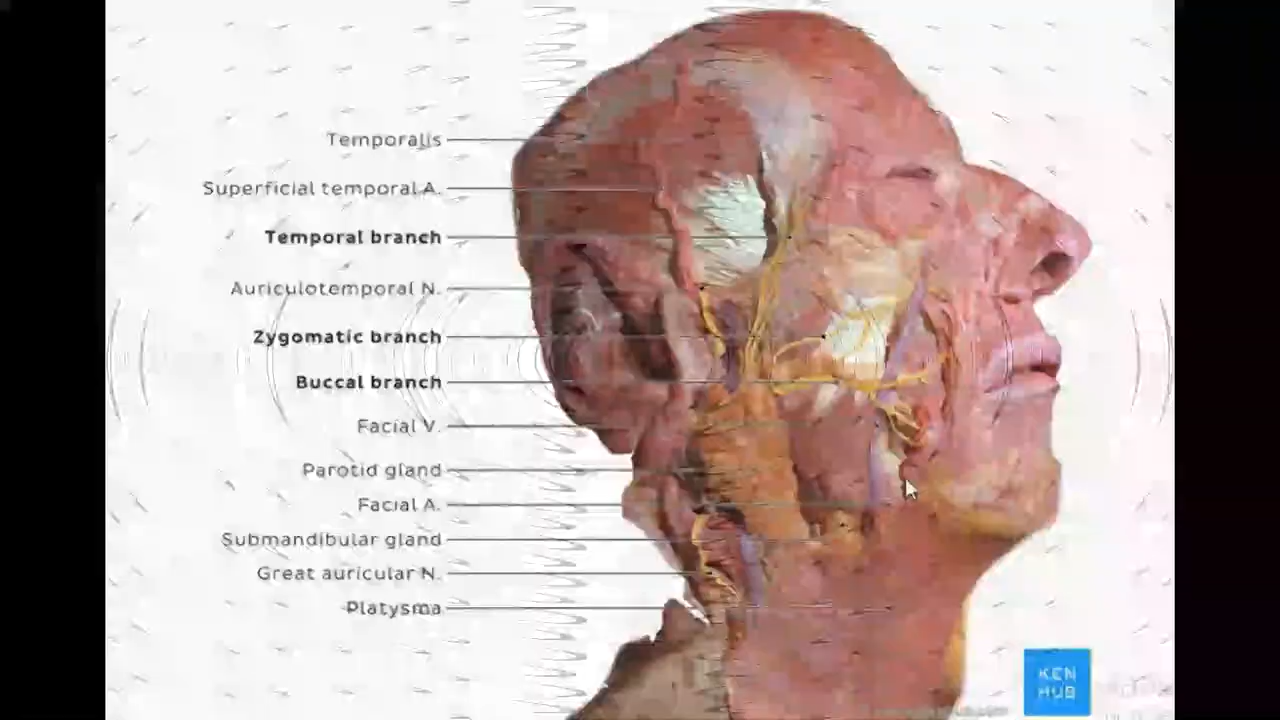 Temporalis
Superficial temporal A.
Temporal branch
Auriculotemporal N.
Zygomatic branch
Buccal branch
Facial V.
Parotid gland
Facial A.
Submandibular gland
Great auricular N.
Platysma
KEN
HUB